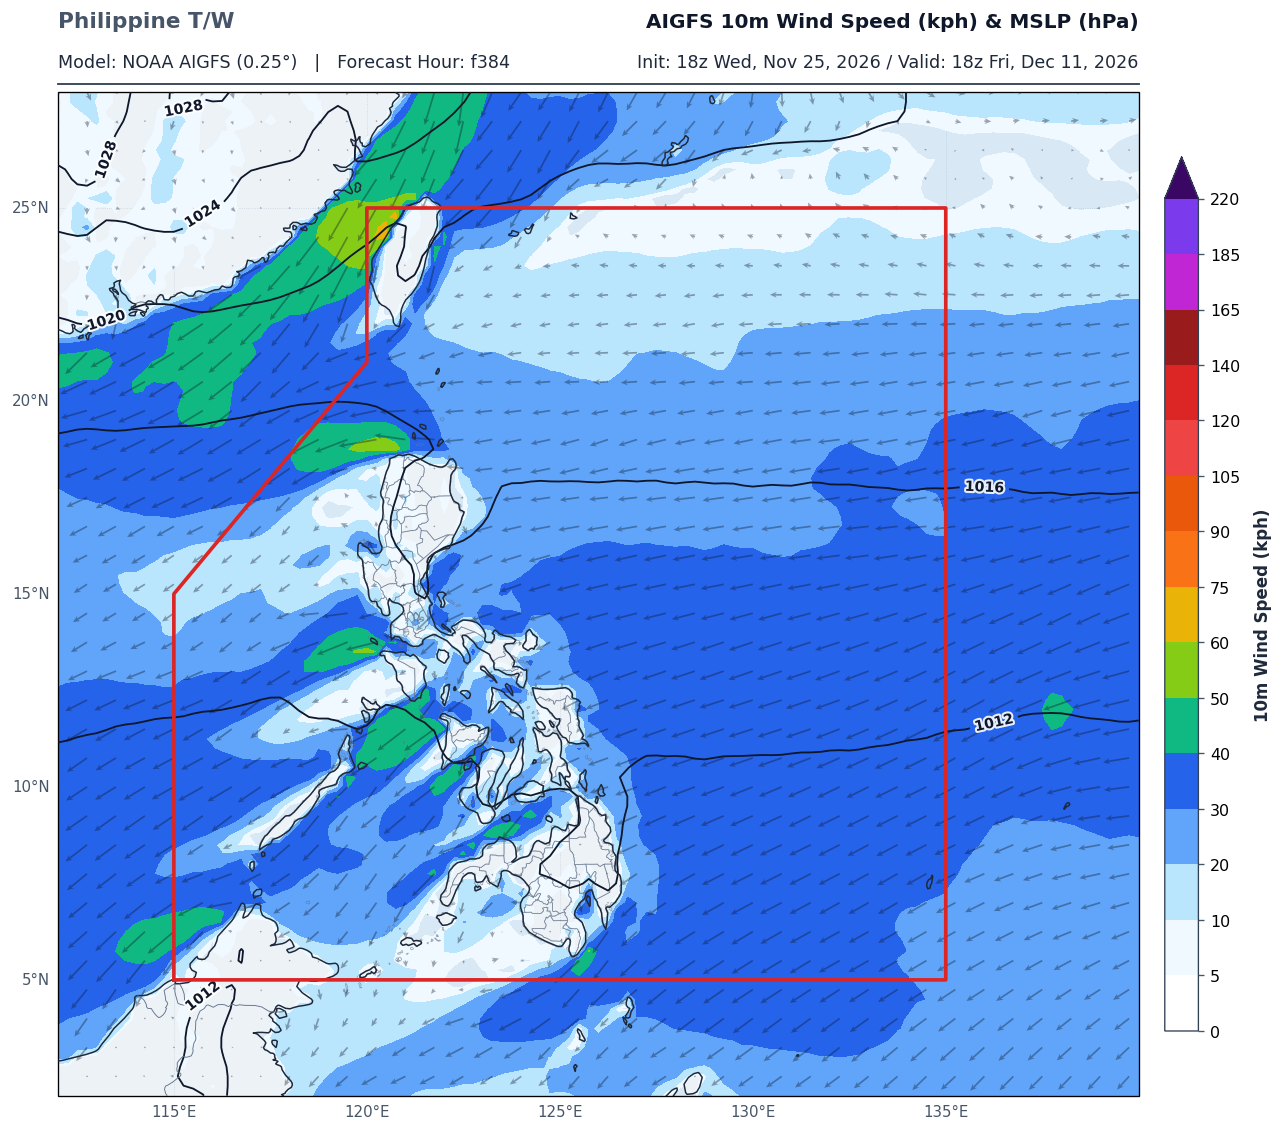 Philippine T/W
AIGFS 10m Wind Speed (kph) & MSLP (hPa)
Model: NOAA AIGFS (0.25°) | Forecast Hour: f384
Init: 18z Wed, Nov 25, 2026 / Valid: 18z Fri, Dec 11, 2026
1028
1028
1024
1020
1016
1012
1012
25°N
20°N
15°N
10°N
5°N
115°E
120°E
125°E
130°E
135°E
220
185
165
140
120
105
90
75
60
50
40
30
20
10
5
0
10m Wind Speed (kph)